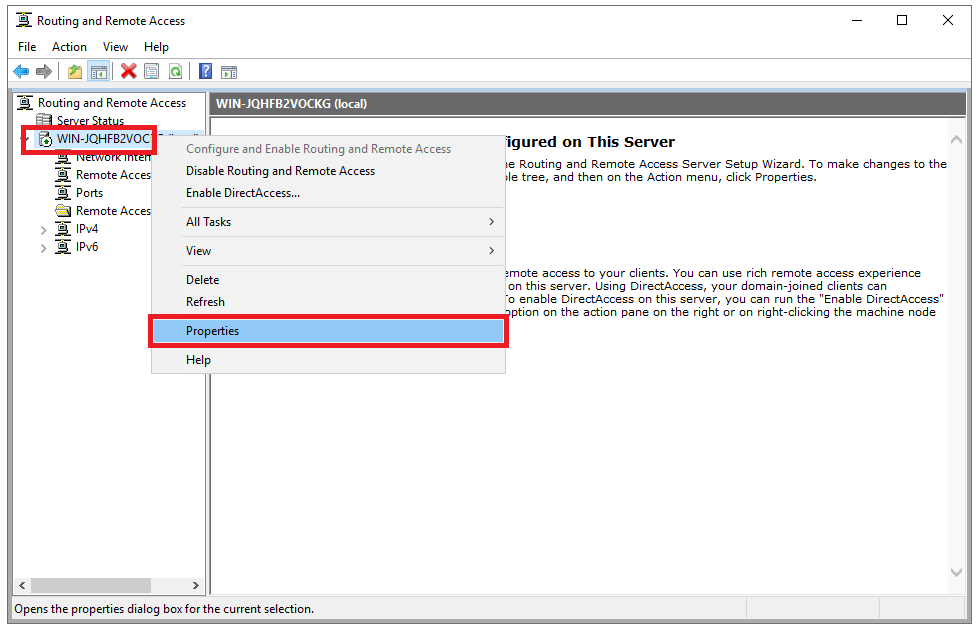 Routing and Remote Access
File Action View Help
Routing and Remote Access
Server Status
WIN-JQHFB2VOC
Network Inter
Remote Acces
Ports
Remote Acces
IPv4
IPv6
WIN-JQHFB2VOCKG (local)
figured on This Server
he Routing and Remote Access Server Setup Wizard. To make changes to the
le tree, and then on the Action menu, click Properties.
emote access to your clients. You can use rich remote access experience
on this server. Using DirectAccess, your domain-joined clients can
To enable DirectAccess on this server, you can run the "Enable DirectAccess"
option on the action pane on the right or on right-clicking the machine node
Configure and Enable Routing and Remote Access
Disable Routing and Remote Access
Enable DirectAccess...
All Tasks
View
Delete
Refresh
Properties
Help
Opens the properties dialog box for the current selection.